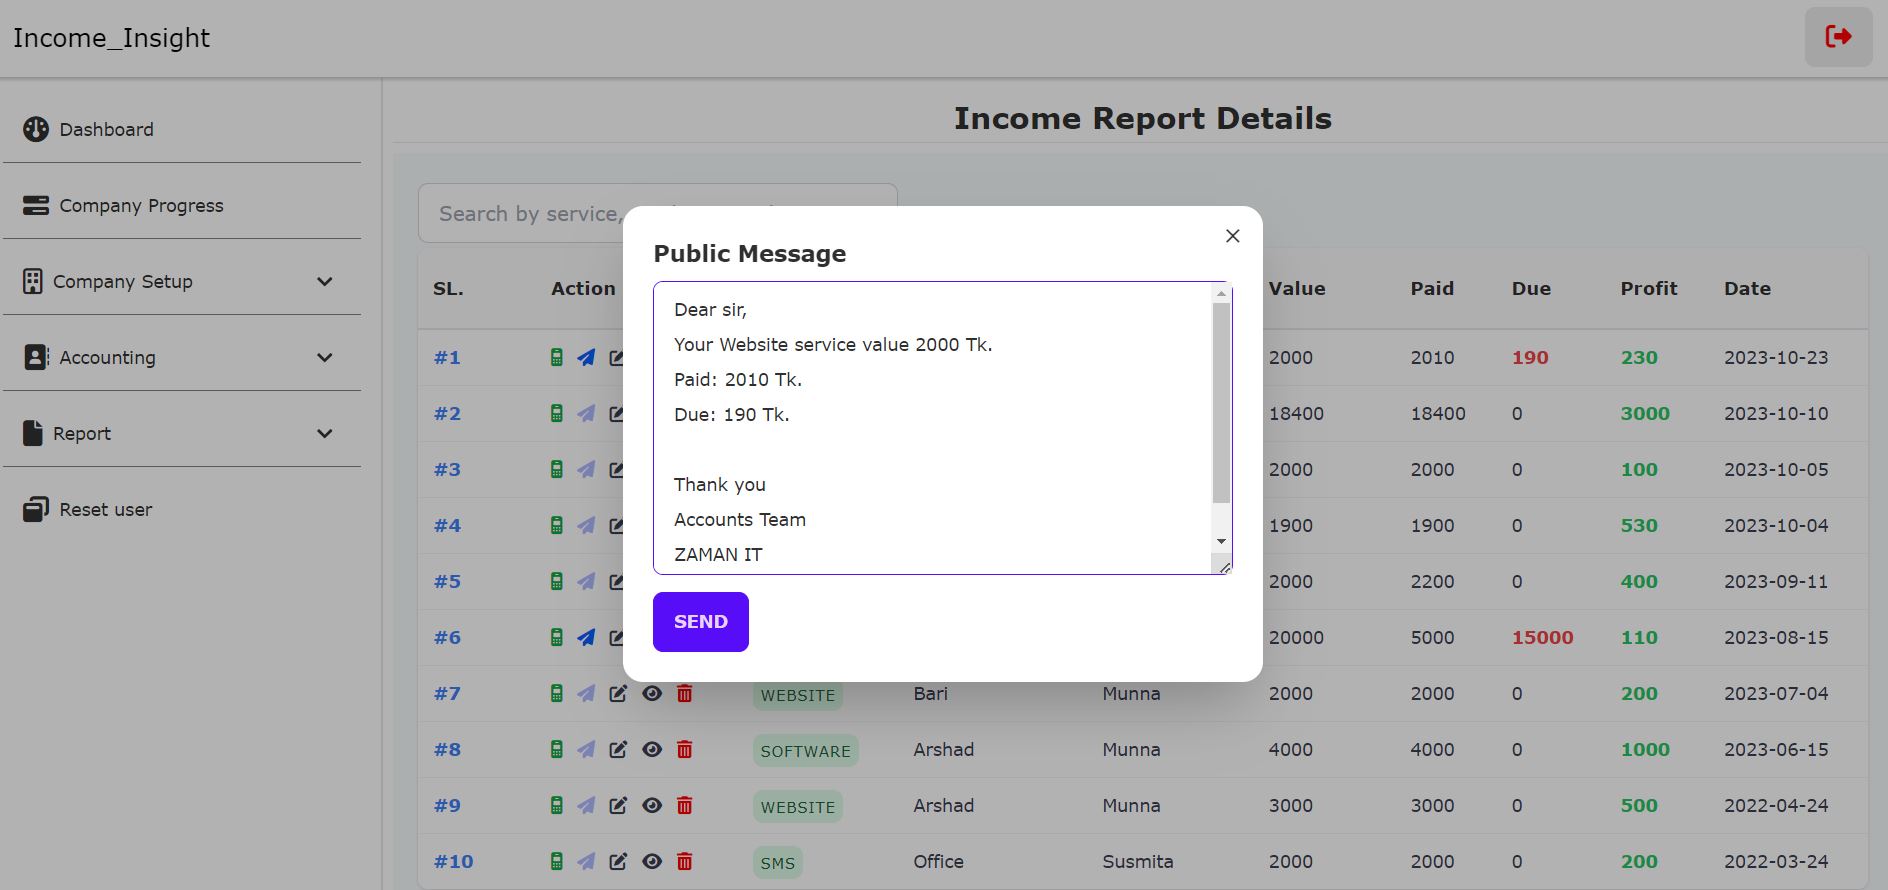 Income_Insight
Dashboard
Company Progress
Company Setup
Accounting
Report
Reset user
Income Report Details
Search by service,
SL. Action Value Paid Due Profit Date
#1 2000 2010 190 230 2023-10-23
#2 18400 18400 0 3000 2023-10-10
#3 2000 2000 0 100 2023-10-05
#4 1900 1900 0 530 2023-10-04
#5 2000 2200 0 400 2023-09-11
#6 20000 5000 15000 110 2023-08-15
#7 WEBSITE Bari Munna 2000 2000 0 200 2023-07-04
#8 SOFTWARE Arshad Munna 4000 4000 0 1000 2023-06-15
#9 WEBSITE Arshad Munna 3000 3000 0 500 2022-04-24
#10 SMS Office Susmita 2000 2000 0 200 2022-03-24
Public Message
Dear sir,
Your Website service value 2000 Tk.
Paid: 2010 Tk.
Due: 190 Tk.
Thank you
Accounts Team
ZAMAN IT
SEND